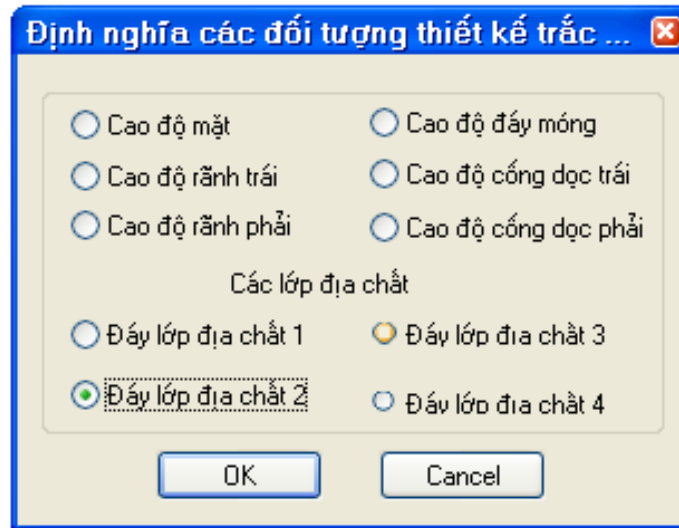 Định nghĩa các đối tượng thiết kế trắc ...
Cao độ mặt
Cao độ đáy móng
Cao độ rãnh trái
Cao độ cống dọc trái
Cao độ rãnh phải
Cao độ cống dọc phải
Các lớp địa chất
Đáy lớp địa chất 1
Đáy lớp địa chất 3
Đáy lớp địa chất 2
Đáy lớp địa chất 4
OK
Cancel